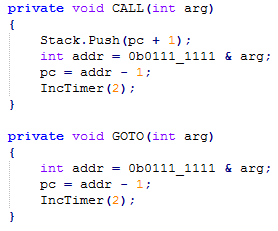 private void CALL(int arg)
{
    Stack.Push(pc + 1);
    int addr = 0b0111_1111 & arg;
    pc = addr - 1;
    IncTimer(2);
}

private void GOTO(int arg)
{
    int addr = 0b0111_1111 & arg;
    pc = addr - 1;
    IncTimer(2);
}